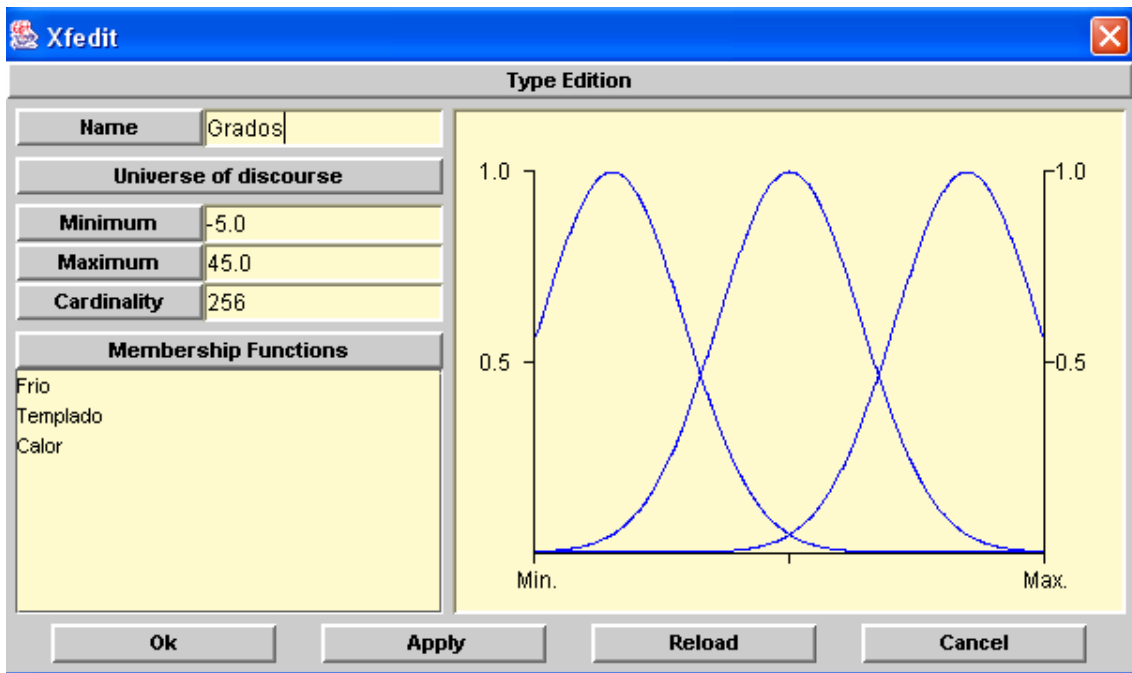 Xfedit
Type Edition
Name Grados
Universe of discourse
Minimum -5.0
Maximum 45.0
Cardinality 256
Membership Functions
Frio
Templado
Calor
1.0 1.0
0.5 0.5
Min. Max.
Ok Apply Reload Cancel